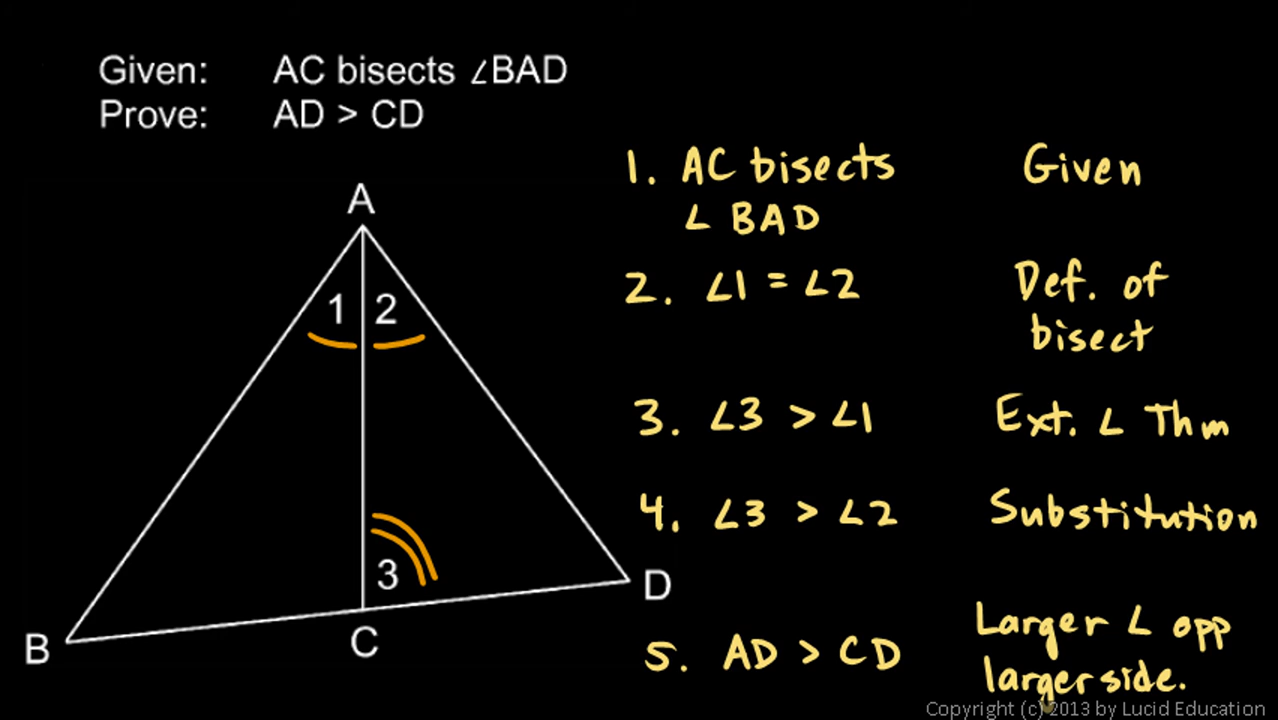 Given: AC bisects ∠BAD
Prove: AD > CD
A
1 2
3
B
C
D
1. AC bisects Given
∠ BAD
2. ∠1 = ∠2 Def. of
bisect
3. ∠3 > ∠1 Ext. ∠ Thm
4. ∠3 > ∠2 Substitution
5. AD > CD Larger ∠ opp
larger side.
Copyright (c) 2013 by Lucid Education